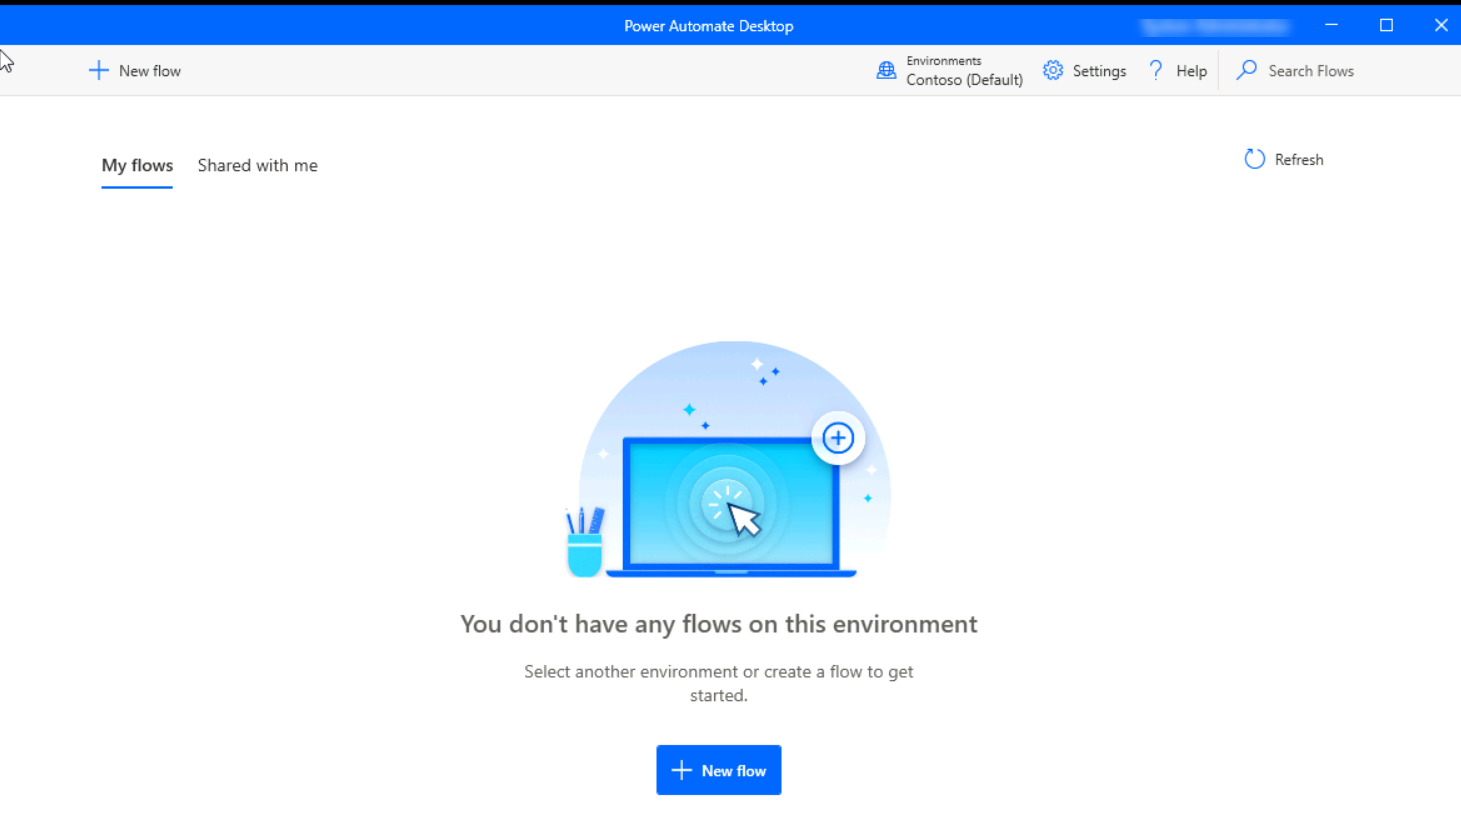 Power Automate Desktop
New flow
Environments
Contoso (Default)
Settings
? Help
Search Flows
My flows
Shared with me
Refresh
You don't have any flows on this environment
Select another environment or create a flow to get
started.
New flow